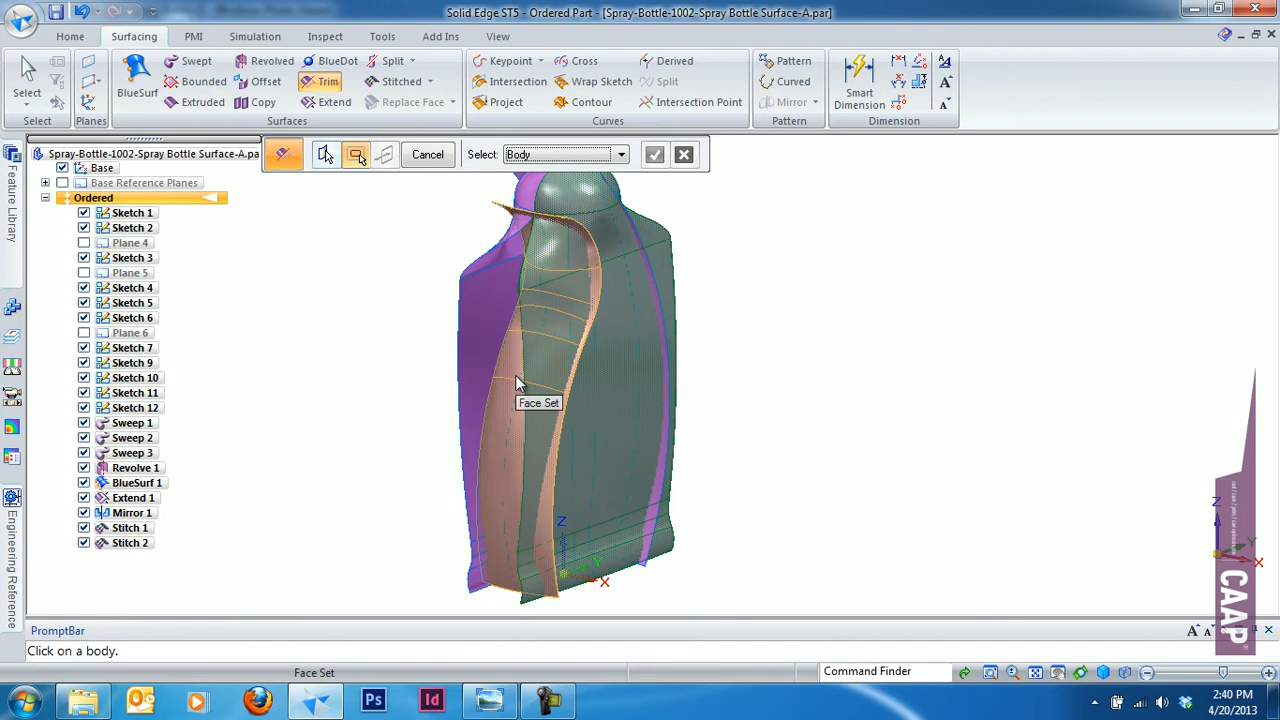 Solid Edge ST5 - Ordered Part - [Spray-Bottle-1002-Spray Bottle Surface-A.par]
Home Surfacing PMI Simulation Inspect Tools Add Ins View
Select
Select
Planes
BlueSurf
Swept Revolved BlueDot Split
Bounded Offset Trim Stitched
Extruded Copy Extend Replace Face
Surfaces
Keypoint Cross Derived
Intersection Wrap Sketch Split
Project Contour Intersection Point
Curves
Pattern
Curved
Mirror
Pattern
Smart Dimension
Dimension
Cancel Select: Body
Spray-Bottle-1002-Spray Bottle Surface-A.pa
Base
Base Reference Planes
Ordered
Sketch 1
Sketch 2
Plane 4
Sketch 3
Plane 5
Sketch 4
Sketch 5
Sketch 6
Plane 6
Sketch 7
Sketch 9
Sketch 10
Sketch 11
Sketch 12
Sweep 1
Sweep 2
Sweep 3
Revolve 1
BlueSurf 1
Extend 1
Mirror 1
Stitch 1
Stitch 2
Feature Library
Engineering Reference
Face Set
Z
Y
X
Z
Y
X
CAAP
PromptBar
Click on a body.
Face Set
Command Finder
2:40 PM
4/20/2013